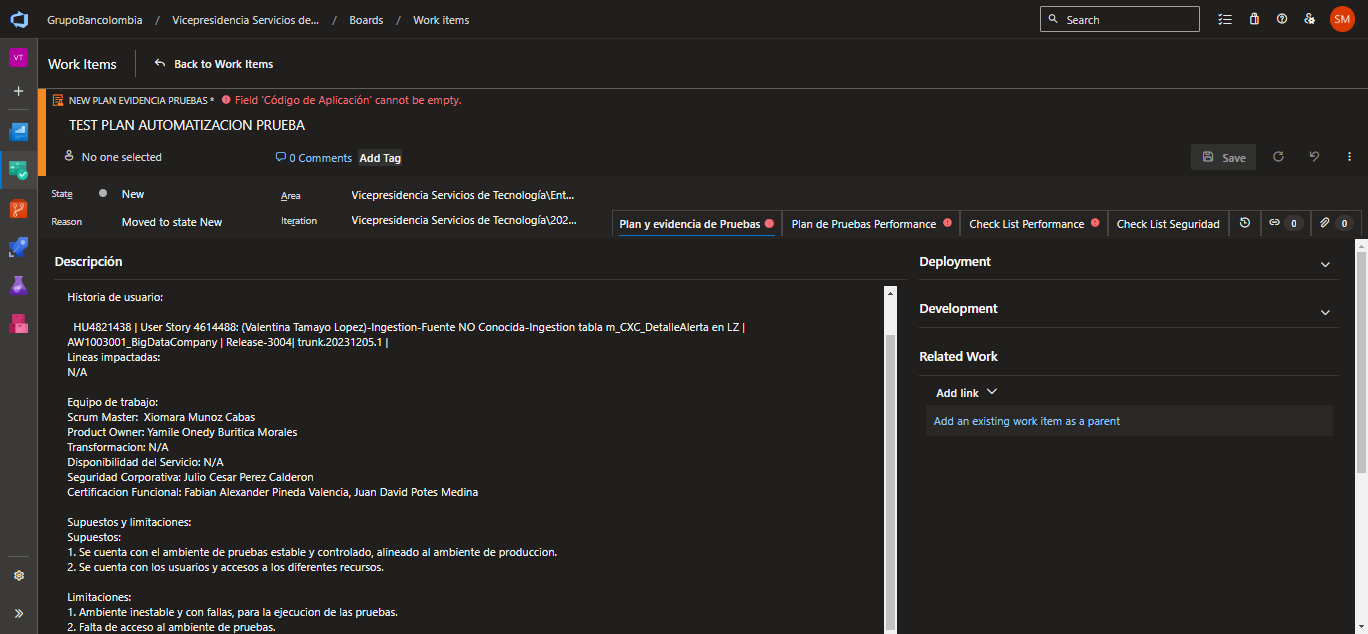 GrupoBancolombia / Vicepresidencia Servicios de... / Boards / Work items
Search
SM
VT
Work Items
Back to Work Items
NEW PLAN EVIDENCIA PRUEBAS * Field 'Código de Aplicación' cannot be empty.
TEST PLAN AUTOMATIZACION PRUEBA
No one selected
0 Comments
Add Tag
Save
State
New
Area
Vicepresidencia Servicios de Tecnología\Ent...
Reason
Moved to state New
Iteration
Vicepresidencia Servicios de Tecnología\202...
Plan y evidencia de Pruebas
Plan de Pruebas Performance
Check List Performance
Check List Seguridad
0
0
Descripción
Historia de usuario:
HU4821438 | User Story 4614488: (Valentina Tamayo Lopez)-Ingestion-Fuente NO Conocida-Ingestion tabla m_CXC_DetalleAlerta en LZ |
AW1003001_BigDataCompany | Release-3004| trunk.20231205.1 |
Lineas impactadas:
N/A
Equipo de trabajo:
Scrum Master:  Xiomara Munoz Cabas
Product Owner: Yamile Onedy Buritica Morales
Transformacion: N/A
Disponibilidad del Servicio: N/A
Seguridad Corporativa: Julio Cesar Perez Calderon
Certificacion Funcional: Fabian Alexander Pineda Valencia, Juan David Potes Medina
Supuestos y limitaciones:
Supuestos:
1. Se cuenta con el ambiente de pruebas estable y controlado, alineado al ambiente de produccion.
2. Se cuenta con los usuarios y accesos a los diferentes recursos.
Limitaciones:
1. Ambiente inestable y con fallas, para la ejecucion de las pruebas.
2. Falta de acceso al ambiente de pruebas.
Deployment
Development
Related Work
Add link
Add an existing work item as a parent